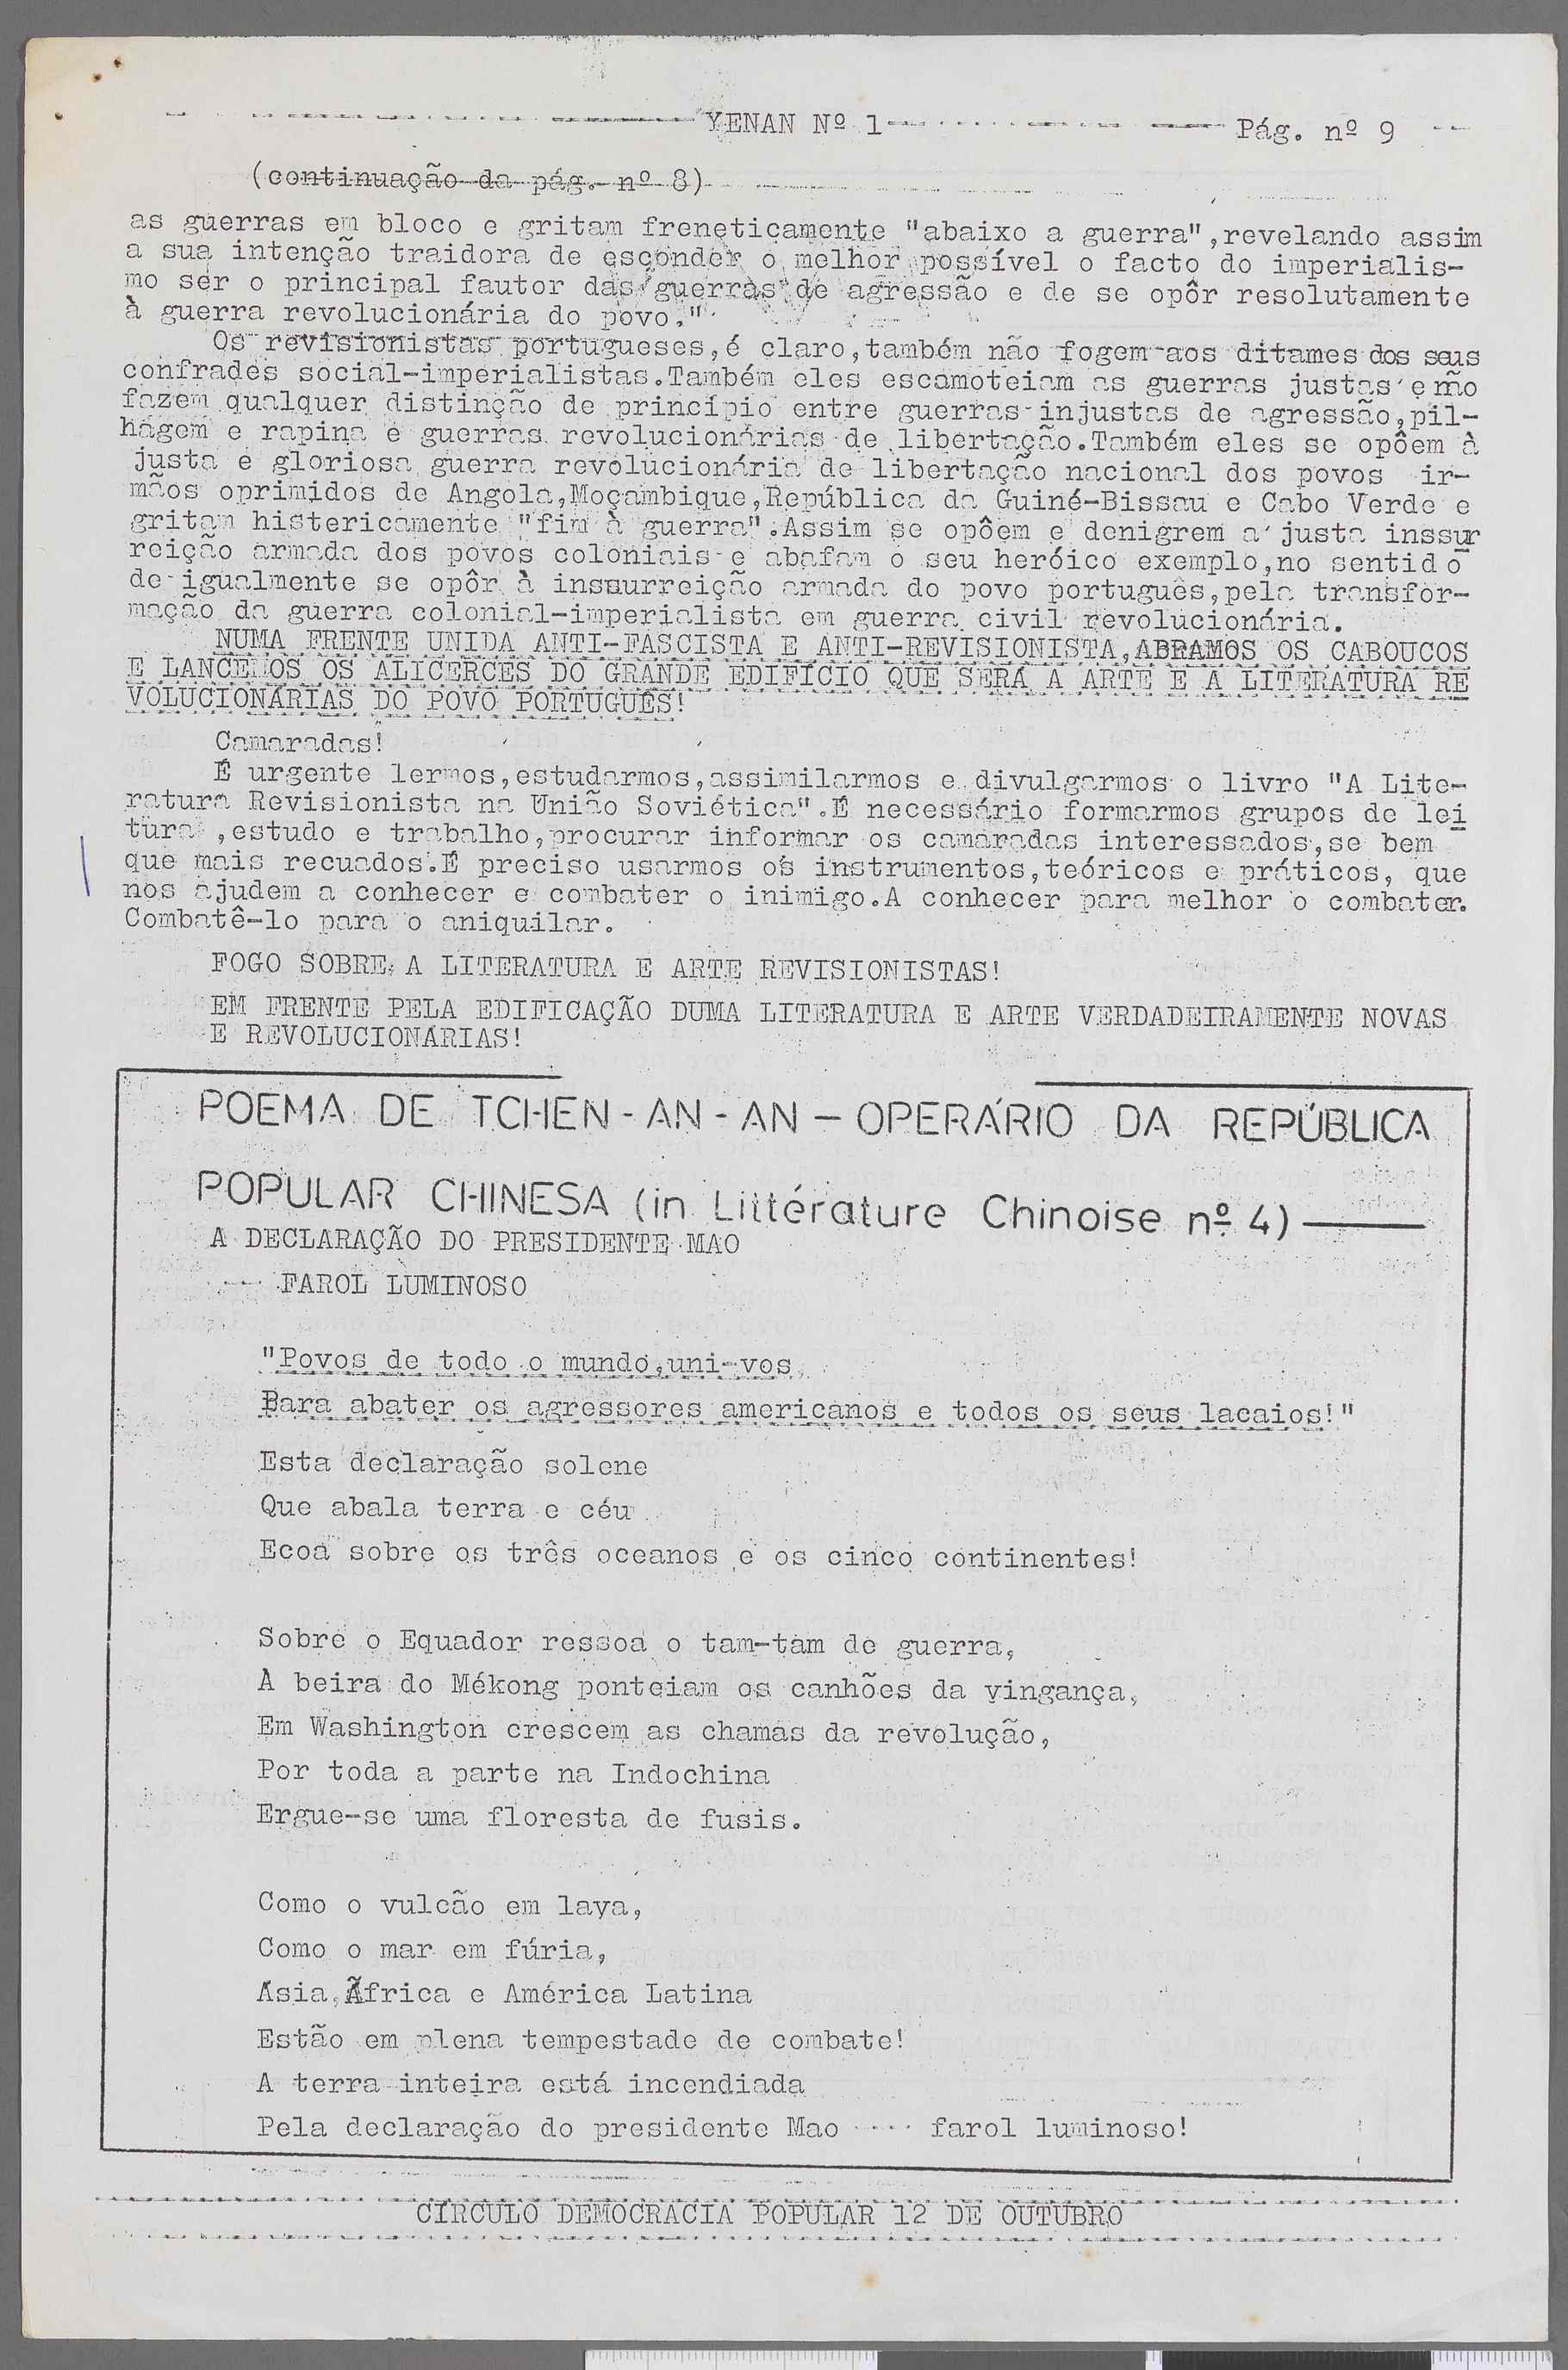 YENAN Nº 1 Pág. nº 9
(continuação da pág. nº 8)
as guerras em bloco e gritam freneticamente "abaixo a guerra",revelando assim
a sua intenção traidora de esconder o melhor possível o facto do imperialis-
mo ser o principal fautor das guerras de agressão e de se opôr resolutamente
à guerra revolucionária do povo."
Os revisionistas portugueses,é claro,também não fogem aos ditames dos seus
confrades social-imperialistas.Também eles escamoteiam as guerras justas e não
fazem qualquer distinção de princípio entre guerras injustas de agressão,pil-
hagem e rapina e guerras revolucionárias de libertação.Também eles se opôem à
justa e gloriosa guerra revolucionária de libertação nacional dos povos ir-
mãos oprimidos de Angola,Moçambique,República da Guiné-Bissau e Cabo Verde e
gritam histericamente "fim à guerra".Assim se opôem e denigrem a justa inssur
reição armada dos povos coloniais e abafam o seu heróico exemplo,no sentido
de igualmente se opôr à inssurreição armada do povo português,pela transfor-
mação da guerra colonial-imperialista em guerra civil revolucionária.
NUMA FRENTE UNIDA ANTI-FASCISTA E ANTI-REVISIONISTA,ABRAMOS OS CABOUCOS
E LANCEMOS OS ALICERCES DO GRANDE EDIFÍCIO QUE SERÁ A ARTE E A LITERATURA RE
VOLUCIONÁRIAS DO POVO PORTUGUÊS!
Camaradas!
É urgente lermos,estudarmos,assimilarmos e divulgarmos o livro "A Lite-
ratura Revisionista na União Soviética".É necessário formarmos grupos de lei
tura ,estudo e trabalho,procurar informar os camaradas interessados,se bem
que mais recuados.É preciso usarmos os instrumentos,teóricos e práticos, que
nos ajudem a conhecer e combater o inimigo.A conhecer para melhor o combater.
Combatê-lo para o aniquilar.
FOGO SOBRE A LITERATURA E ARTE REVISIONISTAS!
EM FRENTE PELA EDIFICAÇÃO DUMA LITERATURA E ARTE VERDADEIRAMENTE NOVAS
E REVOLUCIONÁRIAS!
POEMA DE TCHEN-AN-AN — OPERÁRIO DA REPÚBLICA
POPULAR CHINESA (in Littérature Chinoise nº 4) ——
A DECLARAÇÃO DO PRESIDENTE MAO
--- FAROL LUMINOSO
"Povos de todo o mundo,uni-vos
Para abater os agressores americanos e todos os seus lacaios!"
Esta declaração solene
Que abala terra e céu
Ecoa sobre os três oceanos e os cinco continentes!
Sobre o Equador ressoa o tam-tam de guerra,
À beira do Mékong ponteiam os canhões da vingança,
Em Washington crescem as chamas da revolução,
Por toda a parte na Indochina
Ergue-se uma floresta de fusis.
Como o vulcão em lava,
Como o mar em fúria,
Ásia,África e América Latina
Estão em plena tempestade de combate!
A terra inteira está incendiada
Pela declaração do presidente Mao ---- farol luminoso!
CÍRCULO DEMOCRACIA POPULAR 12 DE OUTUBRO